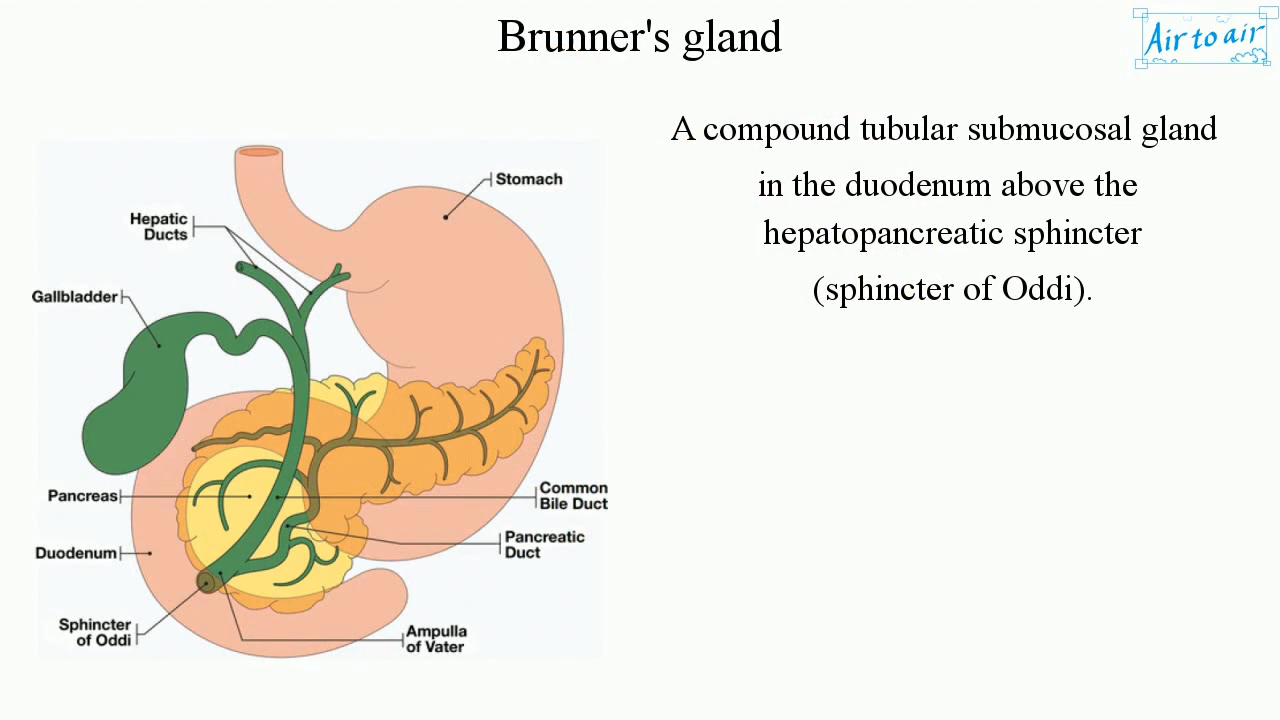 Brunner's gland
Air to air
A compound tubular submucosal gland
in the duodenum above the
hepatopancreatic sphincter
(sphincter of Oddi).
Stomach
Hepatic
Ducts
Gallbladder
Pancreas
Common
Bile Duct
Pancreatic
Duct
Duodenum
Sphincter
of Oddi
Ampulla
of Vater